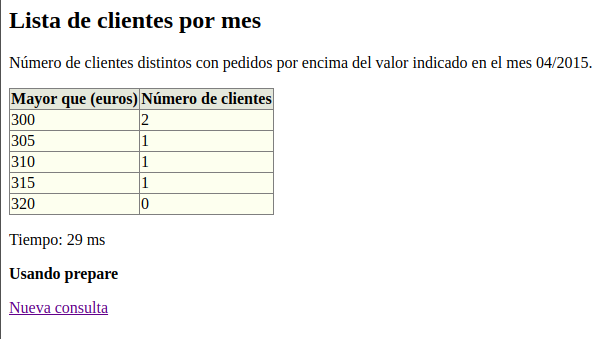 Lista de clientes por mes
Número de clientes distintos con pedidos por encima del valor indicado en el mes 04/2015.
Mayor que (euros) Número de clientes
300 2
305 1
310 1
315 1
320 0
Tiempo: 29 ms
Usando prepare
Nueva consulta